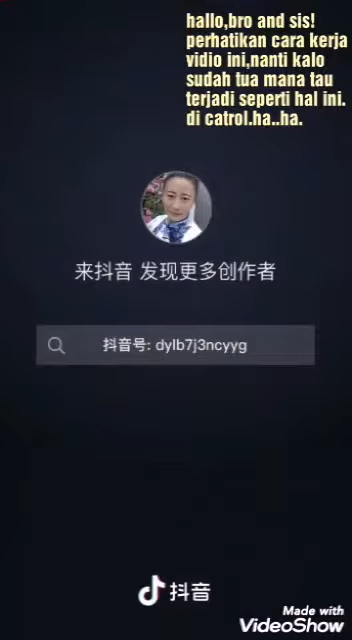 hallo,bro and sis!
perhatikan cara kerja
vidio ini,nanti kalo
sudah tua mana tau
terjadi seperti hal ini.
di catrol.ha..ha.
来抖音 发现更多创作者
抖音号: dylb7j3ncyyg
抖音
Made with
VideoShow